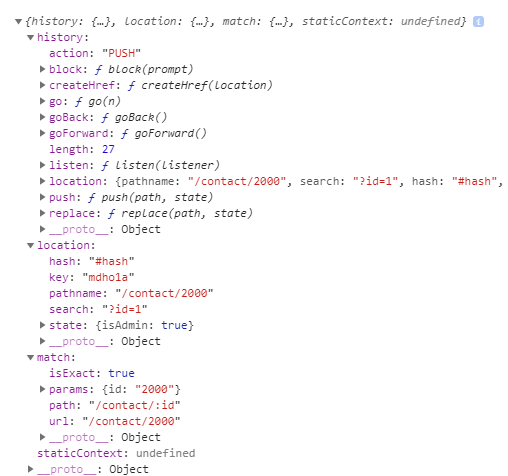 {history: {…}, location: {…}, match: {…}, staticContext: undefined} i
history:
action: "PUSH"
block: ƒ block(prompt)
createHref: ƒ createHref(location)
go: ƒ go(n)
goBack: ƒ goBack()
goForward: ƒ goForward()
length: 27
listen: ƒ listen(listener)
location: {pathname: "/contact/2000", search: "?id=1", hash: "#hash",
push: ƒ push(path, state)
replace: ƒ replace(path, state)
__proto__: Object
location:
hash: "#hash"
key: "mdho1a"
pathname: "/contact/2000"
search: "?id=1"
state: {isAdmin: true}
__proto__: Object
match:
isExact: true
params: {id: "2000"}
path: "/contact/:id"
url: "/contact/2000"
__proto__: Object
staticContext: undefined
__proto__: Object